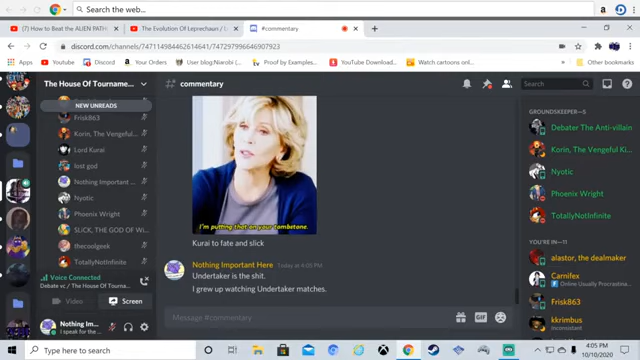 Search the web...
(7) How to Beat the ALIEN PATH
The Evolution Of Leprechaun /
#commentary
discord.com/channels/747114984462614641/747297996646907923
YouTube
Discord
Your Orders
Book User |Nirobi (
Proof by Examples...
YouTube Download...
Watch cartoons onl...
The House Of Tourname...
# commentary
Search
NEW UNREADS
Frisk863
Korin, The Vengeful...
Lord Kurai
lost god
Nothing Important ...
Nyotic
Phoenix Wright
SLICK, THE GOD OF WI...
thecoolgeek
TotallyNotInfinite
Voice Connected
Debate vc / The House Of Tourna...
Video
Screen
Nothing Im...
I speak for the...
I'm putting that on your tombstone.
Kurai to fate and slick
Nothing Important Here Today at 4:05 PM
Undertaker is the shit.
I grew up watching Undertaker matches.
Message #commentary
GIF
GROUNDSKEEPER—5
Debater The Anti-villain
Korin, The Vengeful Ki...
Nyotic
Phoenix Wright
TotallyNotInfinite
YOU'RE IN—11
alastor, the dealmaker
Carnifex
Online Usually Procrastina...
Frisk863
kkrimbus
Inconsistant
Type here to search
4:05 PM
10/10/2020